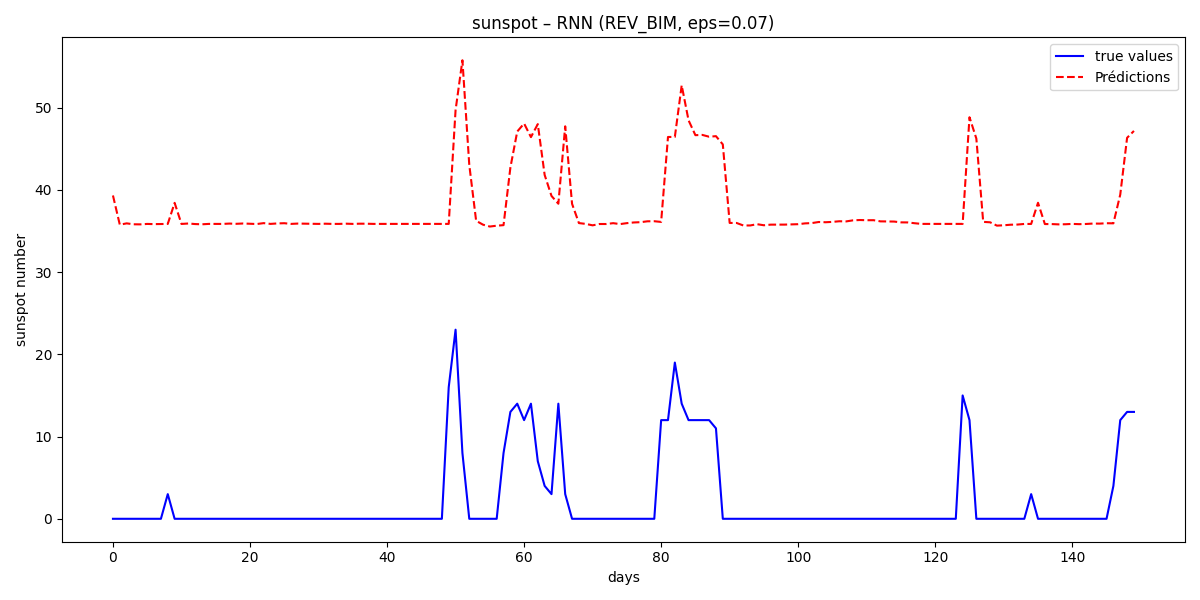 sunspot – RNN (REV_BIM, eps=0.07)
true values
Prédictions
sunspot number
50
40
30
20
10
0
0 20 40 60 80 100 120 140
days